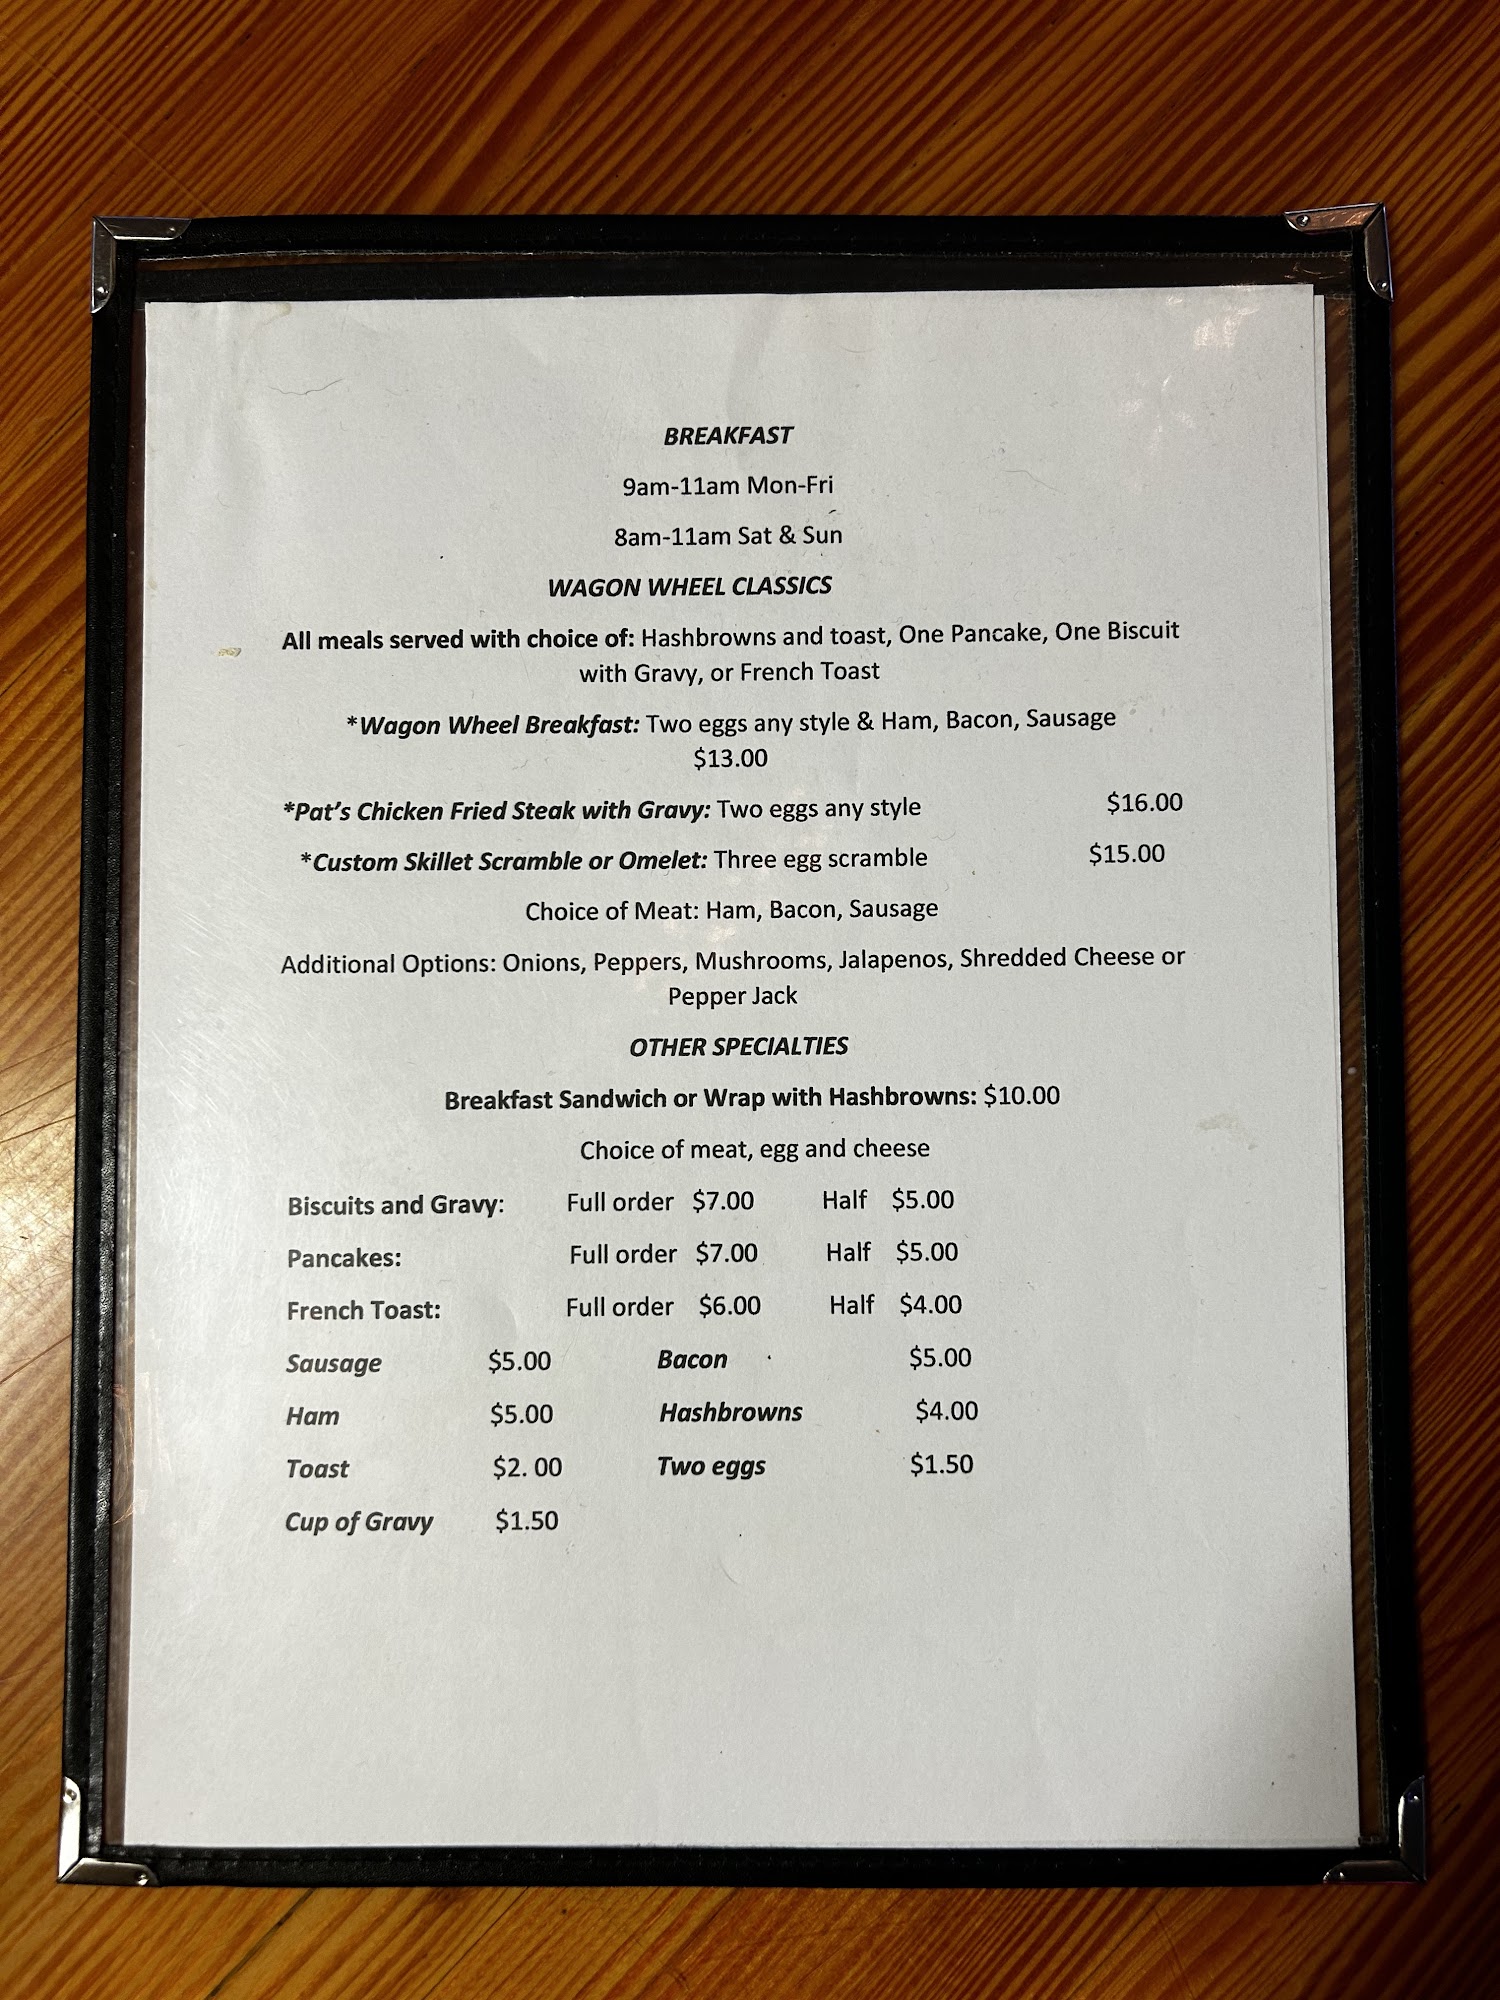 BREAKFAST
9am-11am Mon-Fri
8am-11am Sat & Sun
WAGON WHEEL CLASSICS
All meals served with choice of: Hashbrowns and toast, One Pancake, One Biscuit
with Gravy, or French Toast
*Wagon Wheel Breakfast: Two eggs any style & Ham, Bacon, Sausage
$13.00
*Pat's Chicken Fried Steak with Gravy: Two eggs any style $16.00
*Custom Skillet Scramble or Omelet: Three egg scramble $15.00
Choice of Meat: Ham, Bacon, Sausage
Additional Options: Onions, Peppers, Mushrooms, Jalapenos, Shredded Cheese or
Pepper Jack
OTHER SPECIALTIES
Breakfast Sandwich or Wrap with Hashbrowns: $10.00
Choice of meat, egg and cheese
Biscuits and Gravy: Full order $7.00 Half $5.00
Pancakes: Full order $7.00 Half $5.00
French Toast: Full order $6.00 Half $4.00
Sausage $5.00 Bacon $5.00
Ham $5.00 Hashbrowns $4.00
Toast $2. 00 Two eggs $1.50
Cup of Gravy $1.50